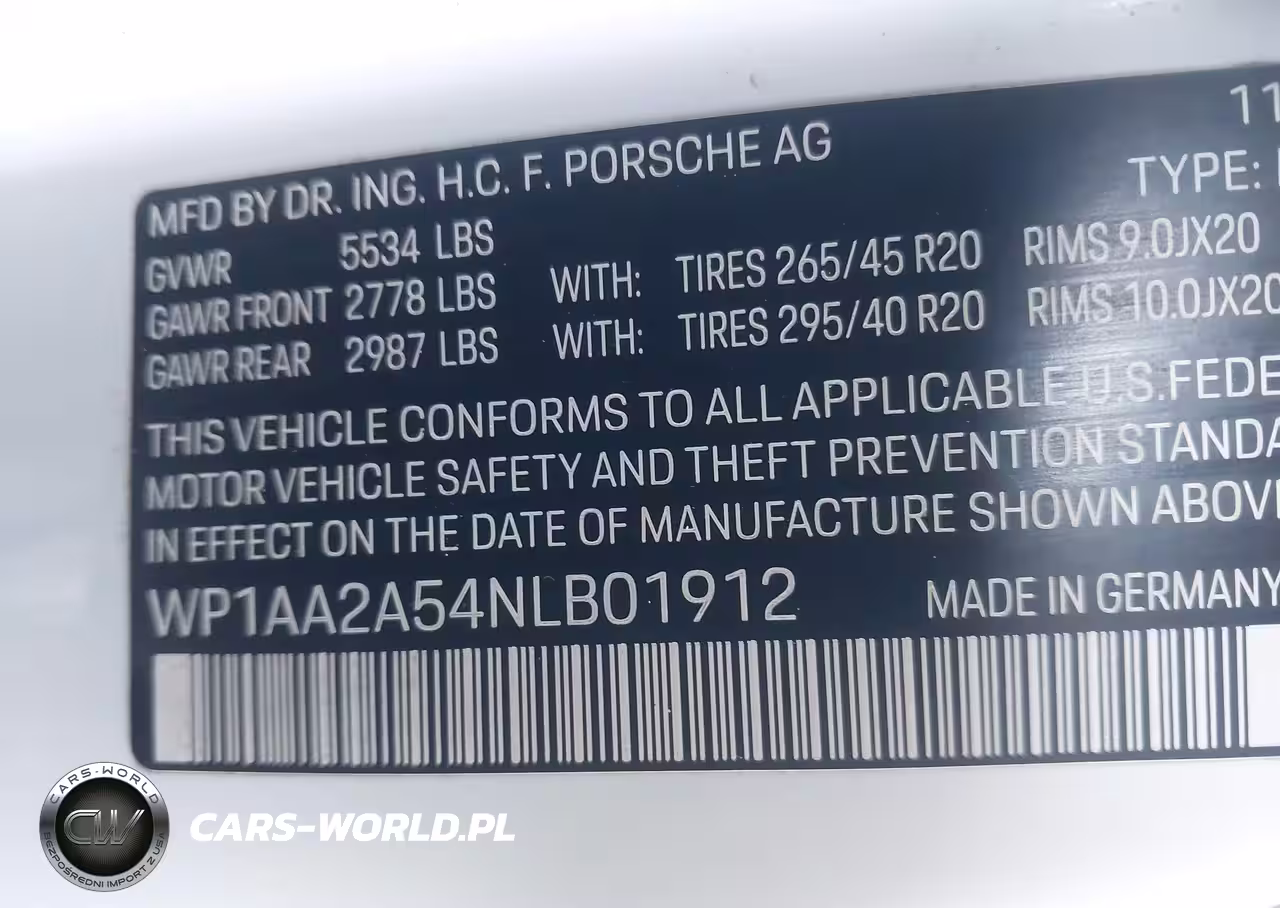 11
MFD BY DR. ING. H.C. F. PORSCHE AG
TYPE:
GVWR 5534 LBS
GAWR FRONT 2778 LBS WITH: TIRES 265/45 R20 RIMS 9.0JX20
GAWR REAR 2987 LBS WITH: TIRES 295/40 R20 RIMS 10.0JX20
THIS VEHICLE CONFORMS TO ALL APPLICABLE U.S.FEDE
MOTOR VEHICLE SAFETY AND THEFT PREVENTION STANDA
IN EFFECT ON THE DATE OF MANUFACTURE SHOWN ABOV
WP1AA2A54NLB01912 MADE IN GERMANY
CARS-WORLD
CW
BEZPOŚREDNI IMPORT Z USA
CARS-WORLD.PL